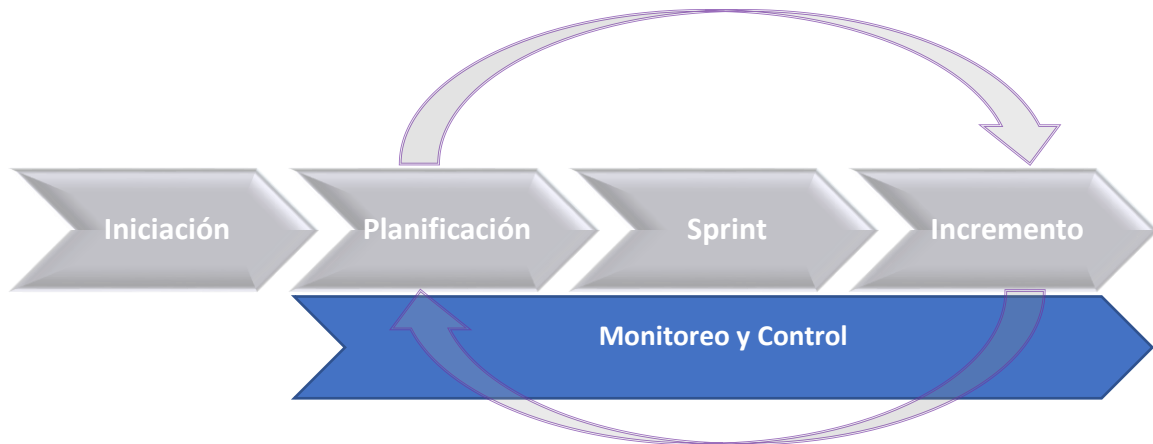 Iniciación
Planificación
Sprint
Incremento
Monitoreo y Control